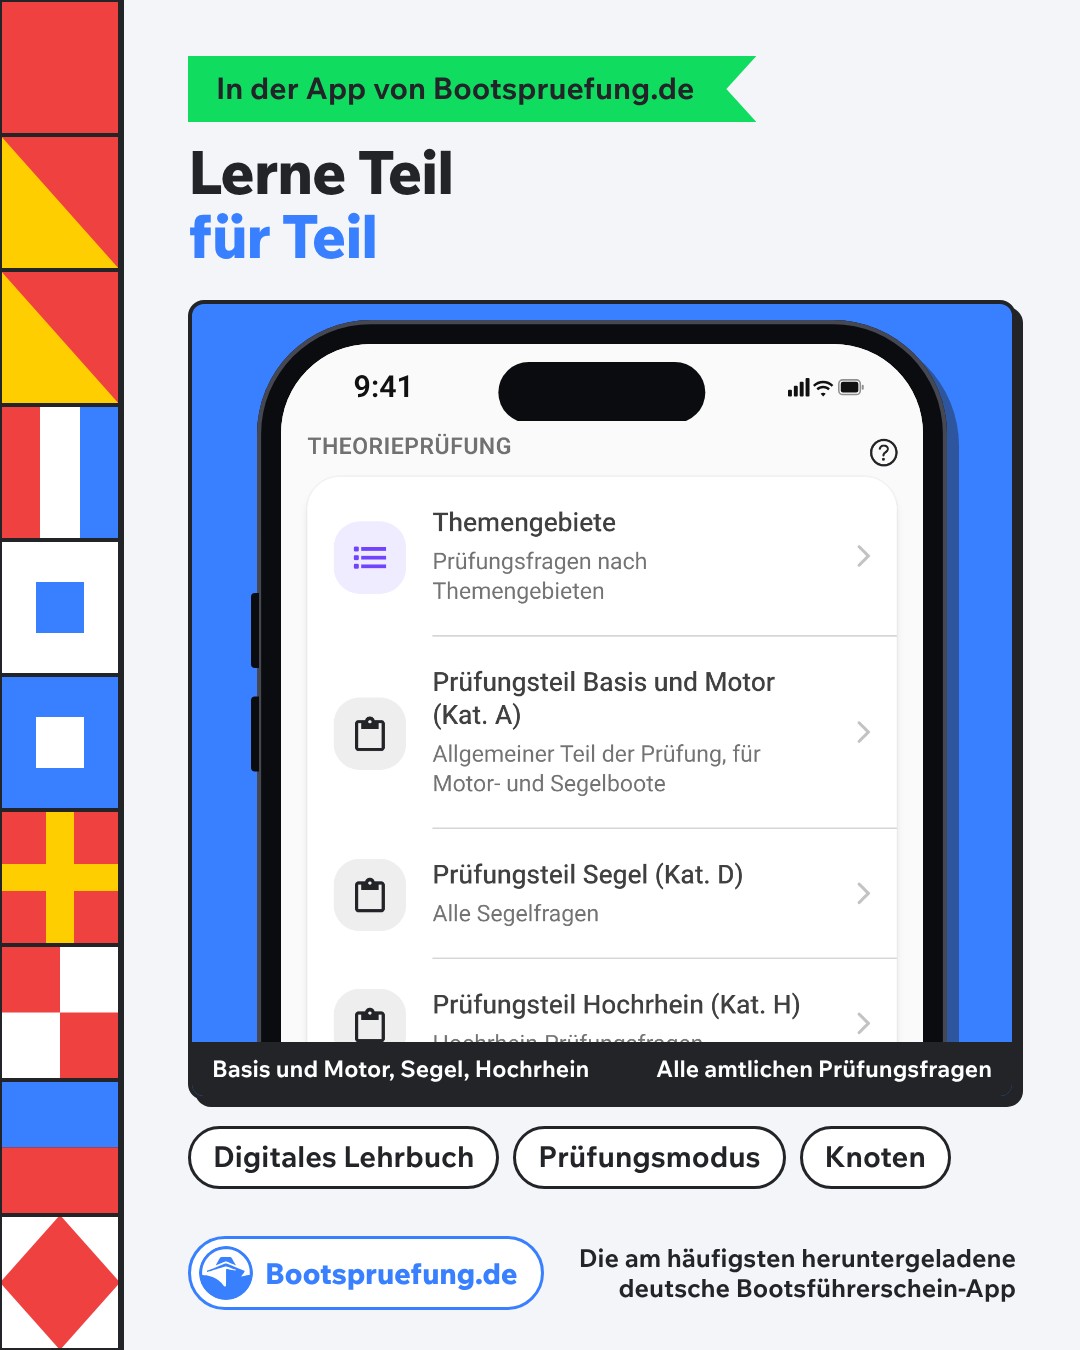 In der App von Bootspruefung.de
Lerne Teil
für Teil
9:41
THEORIEPRÜFUNG
?
Themengebiete
Prüfungsfragen nach
Themengebieten
Prüfungsteil Basis und Motor
(Kat. A)
Allgemeiner Teil der Prüfung, für
Motor- und Segelboote
Prüfungsteil Segel (Kat. D)
Alle Segelfragen
Prüfungsteil Hochrhein (Kat. H)
Hochrhein Prüfungsfragen
Basis und Motor, Segel, Hochrhein
Alle amtlichen Prüfungsfragen
Digitales Lehrbuch
Prüfungsmodus
Knoten
Bootspruefung.de
Die am häufigsten heruntergeladene
deutsche Bootsführerschein-App